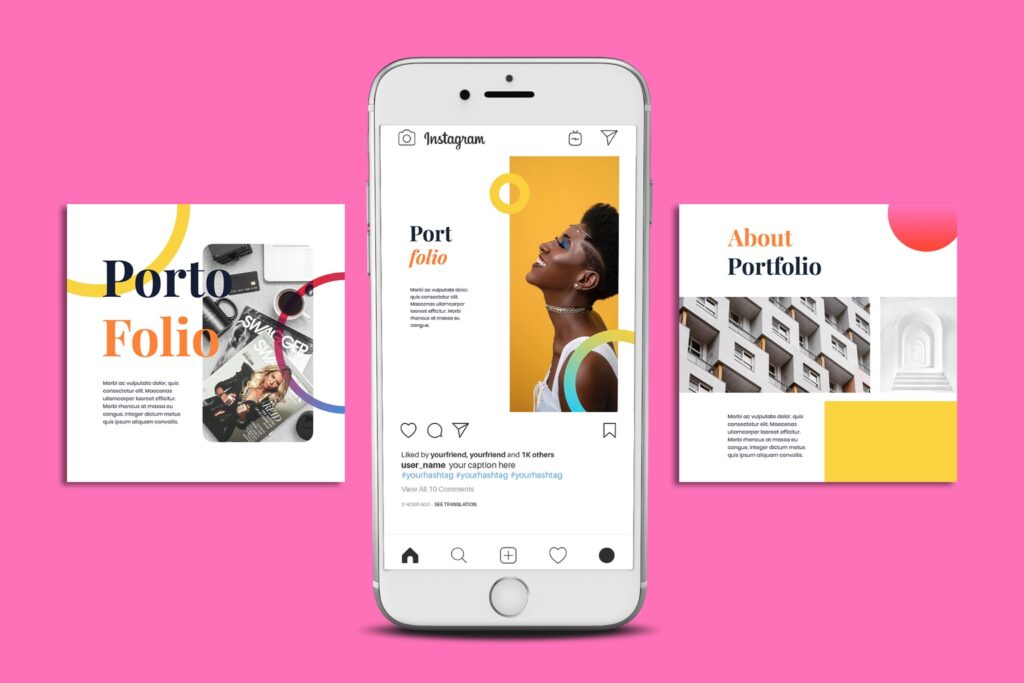 Porto
Folio
Morbi ac vulputate dolor, quis
consectetur elit. Maecenas
ullamcorper laoreet efficitur.
Morbi rhoncus at massa eu
congue. Integer dictum metus
quis ipsum aliquam convallis.
SWAGGER
Instagram
Port
folio
Morbi ac vulputate dolor,
quis consectetur elit.
Maecenas ullamcorper
laoreet efficitur. Morbi
rhoncus at massa eu
congue.
Liked by yourfriend, yourfriend and 1K others
user_name your caption here
#yourhashtag #yourhashtag #yourhashtag
View All 10 Comments
2 HOUR AGO · SEE TRANSLATION
About
Portfolio
Morbi ac vulputate dolor, quis
consectetur elit. Maecenas
ullamcorper laoreet efficitur.
Morbi rhoncus at massa eu
congue. Integer dictum metus
quis ipsum aliquam convallis.